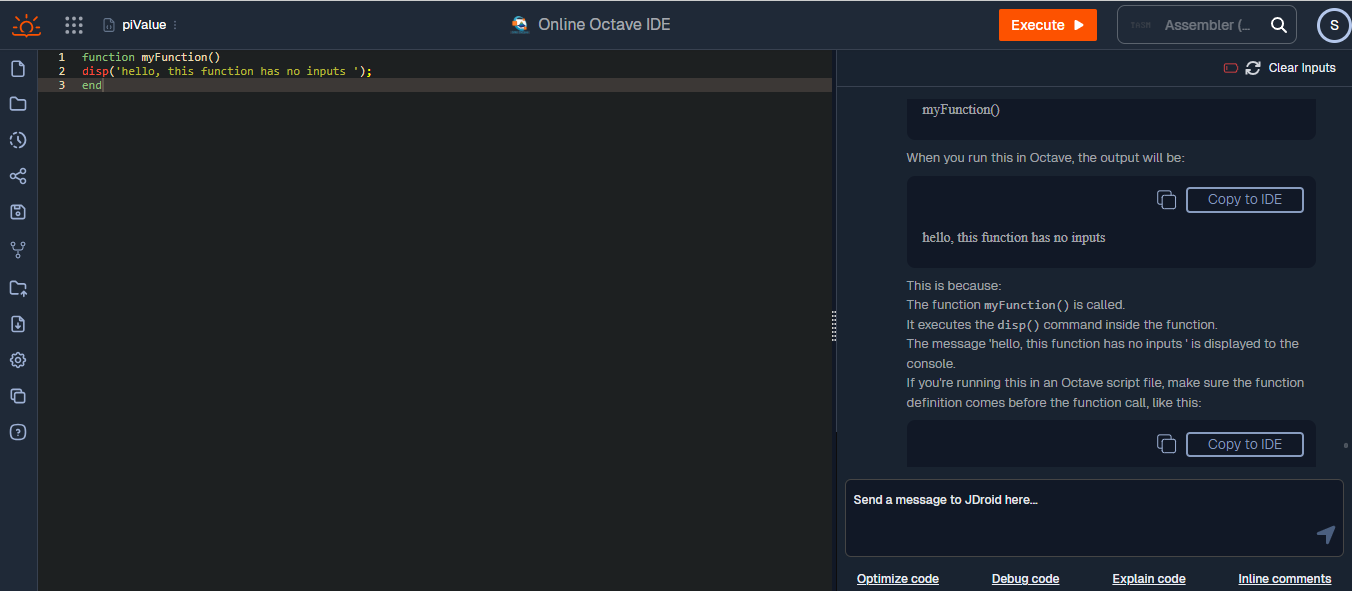 piValue
Online Octave IDE
Execute
Assembler (...
S
1 function myFunction()
2 disp('hello, this function has no inputs ');
3 end
Clear Inputs
myFunction()
When you run this in Octave, the output will be:
Copy to IDE
hello, this function has no inputs
This is because:
The function myFunction() is called.
It executes the disp() command inside the function.
The message 'hello, this function has no inputs ' is displayed to the
console.
If you're running this in an Octave script file, make sure the function
definition comes before the function call, like this:
Copy to IDE
Send a message to JDroid here...
Optimize code
Debug code
Explain code
Inline comments